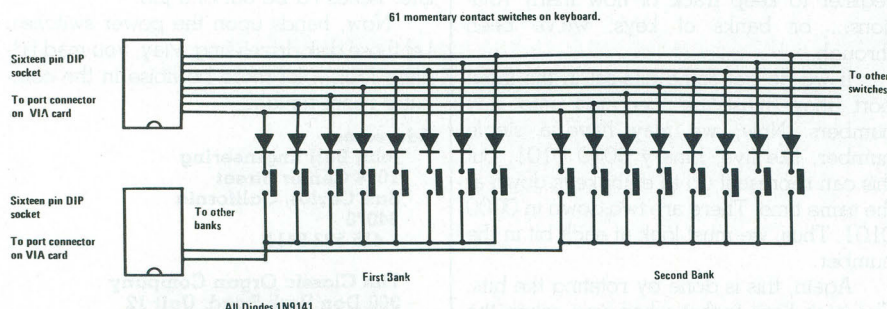 61 momentary contact switches on keyboard.
Sixteen pin DIP
socket
To port connector
on VIA card
To other
switches
Sixteen pin DIP
socket
To port connector
on VIA card
To other
banks
First Bank
Second Bank
All Diodes 1N9141